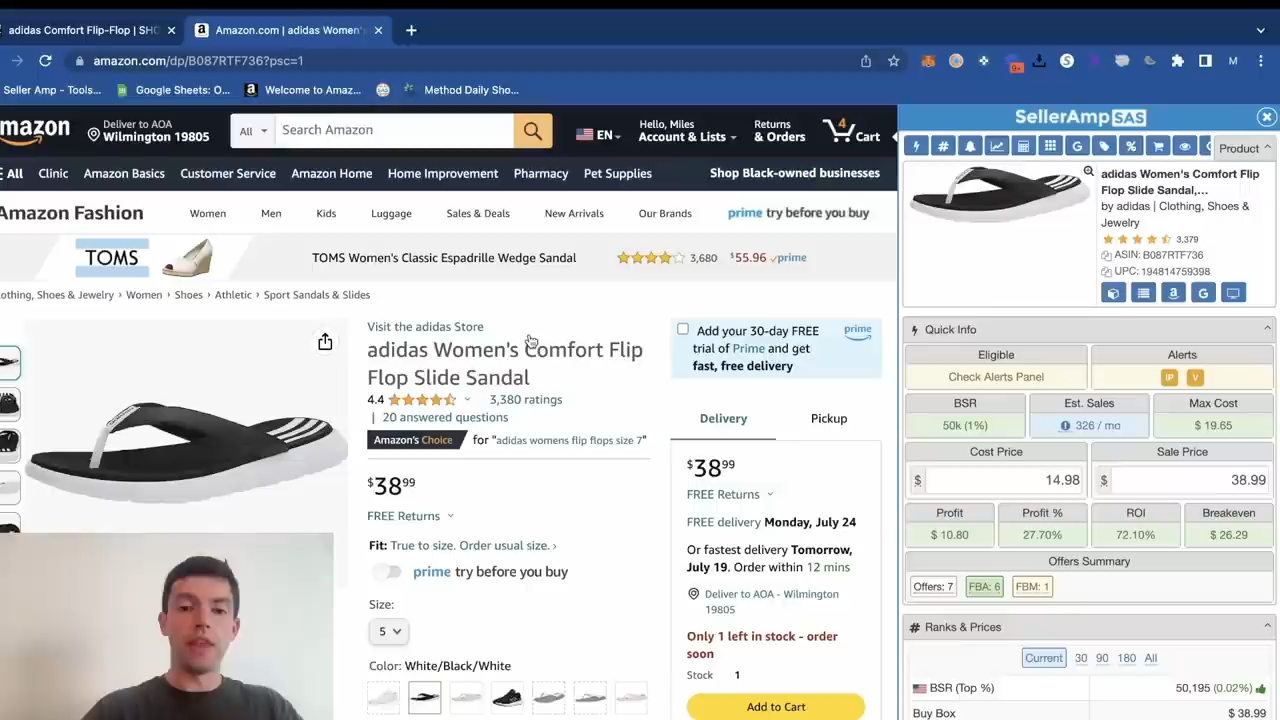 adidas Comfort Flip-Flop | SHO
Amazon.com | adidas Women's
amazon.com/dp/B087RTF736?psc=1
9+
M
Seller Amp - Tools...
Google Sheets: O...
Welcome to Amaz...
Method Daily Sho...
SellerAmp SAS
mazon
Deliver to AOA
Wilmington 19805
All
Search Amazon
EN
Hello, Miles
Account & Lists
Returns
& Orders
4
Cart
All
Clinic
Amazon Basics
Customer Service
Amazon Home
Home Improvement
Pharmacy
Pet Supplies
Shop Black-owned businesses
Amazon Fashion
Women
Men
Kids
Luggage
Sales & Deals
New Arrivals
Our Brands
prime try before you buy
TOMS
TOMS Women's Classic Espadrille Wedge Sandal
3,680
$55.96
prime
othing, Shoes & Jewelry › Women › Shoes › Athletic › Sport Sandals & Slides
Visit the adidas Store
adidas Women's Comfort Flip
Flop Slide Sandal
4.4
3,380 ratings
| 20 answered questions
Amazon's Choice
for "adidas womens flip flops size 7"
$38 99
FREE Returns
Fit: True to size. Order usual size. ›
prime try before you buy
Size:
5
Color: White/Black/White
Add your 30-day FREE
trial of Prime and get
fast, free delivery
prime
Delivery
Pickup
$38 99
FREE Returns
FREE delivery Monday, July 24
Or fastest delivery Tomorrow,
July 19. Order within 12 mins
Deliver to AOA - Wilmington
19805
Only 1 left in stock - order
soon
Stock 1
Add to Cart
Product
adidas Women's Comfort Flip
Flop Slide Sandal,...
by adidas | Clothing, Shoes &
Jewelry
3,379
ASIN: B087RTF736
UPC: 194814759398
Quick Info
Eligible
Alerts
Check Alerts Panel
IP
V
BSR
Est. Sales
Max Cost
50k (1%)
326 / mo
$ 19.65
Cost Price
Sale Price
$ 14.98
$ 38.99
Profit
Profit %
ROI
Breakeven
$ 10.80
27.70%
72.10%
$ 26.29
Offers Summary
Offers: 7
FBA: 6
FBM: 1
Ranks & Prices
Current
30
90
180
All
BSR (Top %)
50,195 (0.02%)
Buy Box
$ 38.99